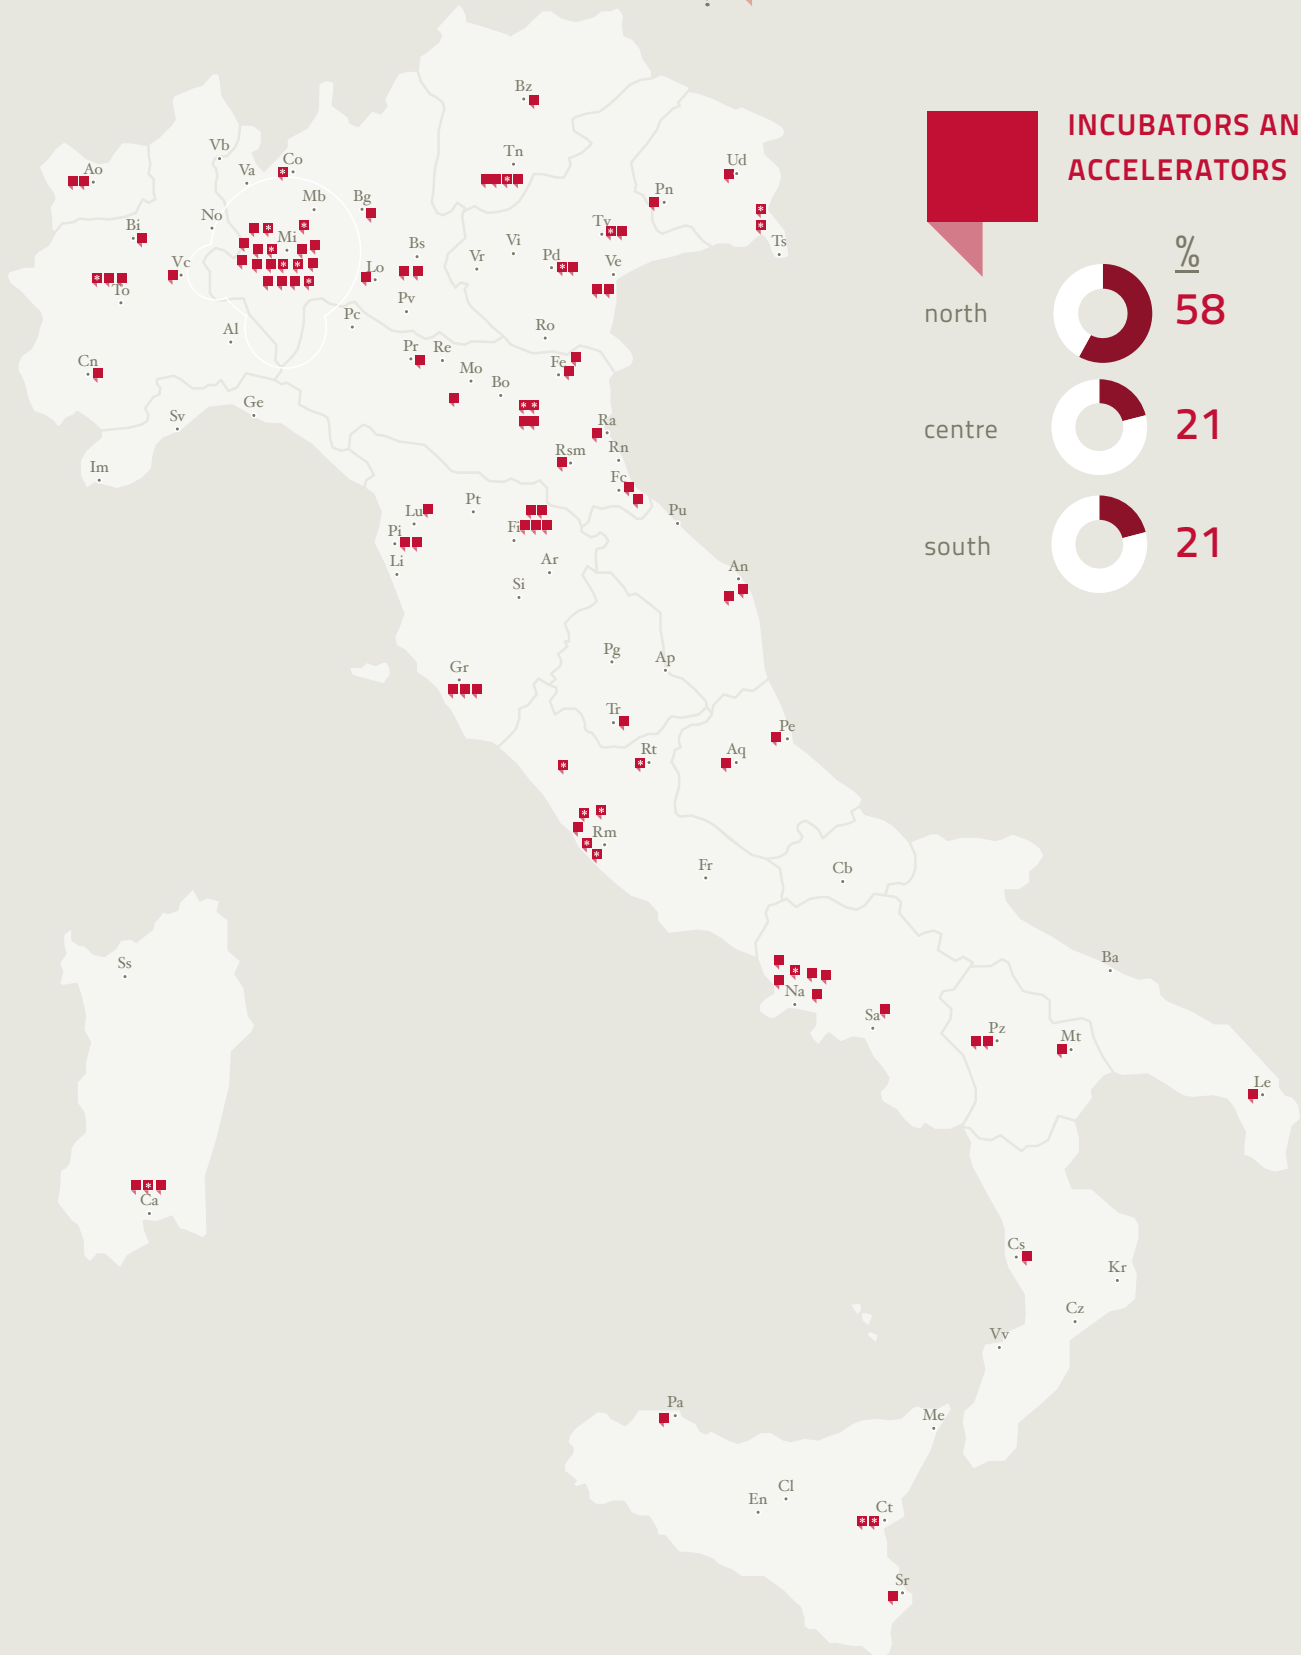 INCUBATORS AN
ACCELERATORS
%
north 58
centre 21
south 21
Bz
Vb
Va
Co
Tn
Ud
Ao
Mb
Bg
Pn
No
Bi
Mi
Tv
Ts
Bs
Vi
Vr
Pd
Ve
Vc
Lo
To
Pv
Pc
Al
Ro
Pr
Re
Cn
Mo
Fe
Bo
Ge
Sv
Ra
Rn
Rsm
Im
Fc
Pt
Lu
Pu
Fi
Pi
Li
Ar
An
Si
Pg
Ap
Gr
Tr
Pe
Rt
Aq
Rm
Fr
Cb
Ss
Ba
Na
Sa
Pz
Mt
Le
Ca
Cs
Kr
Cz
Vv
Pa
Me
Cl
En
Ct
Sr